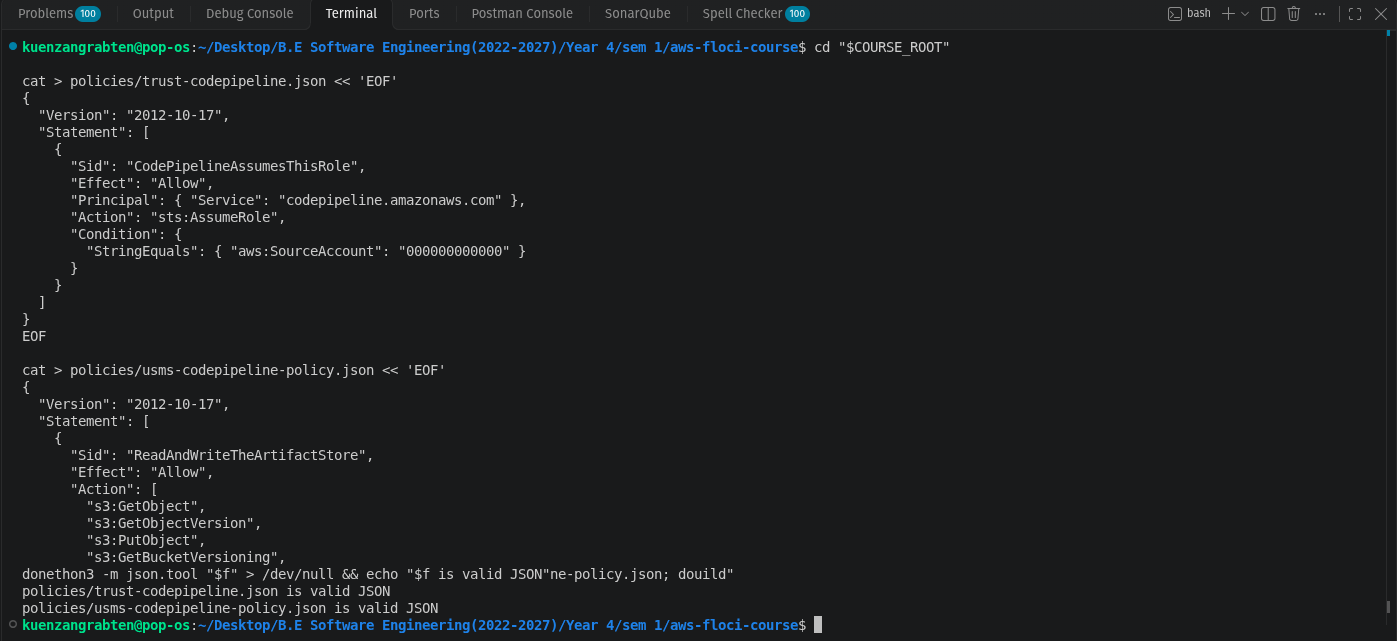 Problems 100 Output Debug Console Terminal Ports Postman Console SonarQube Spell Checker 100 bash
kuenzangrabten@pop-os:~/Desktop/B.E Software Engineering(2022-2027)/Year 4/sem 1/aws-floci-course$ cd "$COURSE_ROOT"
cat > policies/trust-codepipeline.json << 'EOF'
{
  "Version": "2012-10-17",
  "Statement": [
    {
      "Sid": "CodePipelineAssumesThisRole",
      "Effect": "Allow",
      "Principal": { "Service": "codepipeline.amazonaws.com" },
      "Action": "sts:AssumeRole",
      "Condition": {
        "StringEquals": { "aws:SourceAccount": "000000000000" }
      }
    }
  ]
}
EOF
cat > policies/usms-codepipeline-policy.json << 'EOF'
{
  "Version": "2012-10-17",
  "Statement": [
    {
      "Sid": "ReadAndWriteTheArtifactStore",
      "Effect": "Allow",
      "Action": [
        "s3:GetObject",
        "s3:GetObjectVersion",
        "s3:PutObject",
        "s3:GetBucketVersioning",
donethon3 -m json.tool "$f" > /dev/null && echo "$f is valid JSON"ne-policy.json; douild"
policies/trust-codepipeline.json is valid JSON
policies/usms-codepipeline-policy.json is valid JSON
kuenzangrabten@pop-os:~/Desktop/B.E Software Engineering(2022-2027)/Year 4/sem 1/aws-floci-course$